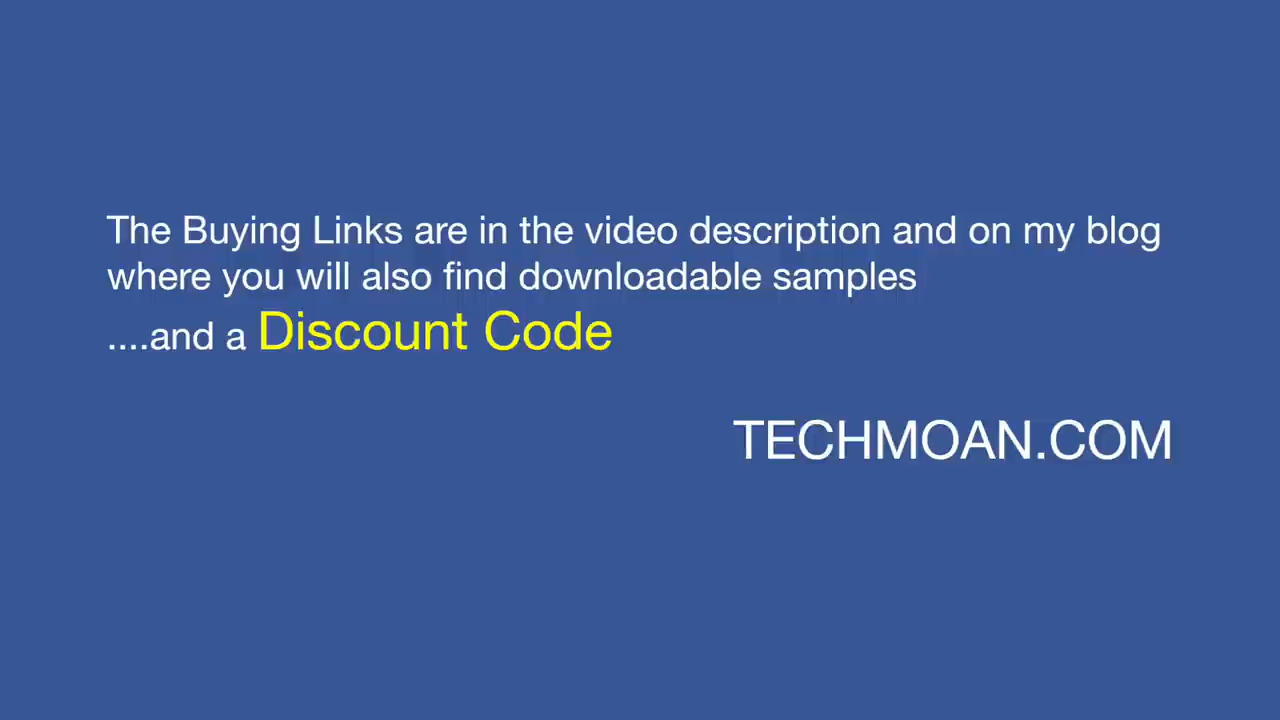 The Buying Links are in the video description and on my blog
where you will also find downloadable samples
....and a Discount Code
TECHMOAN.COM